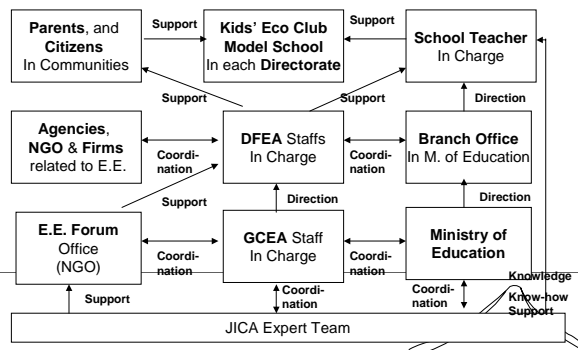 Parents, and
Citizens
In Communities
Support
Kids' Eco Club
Model School
In each Directorate
Support
School Teacher
In Charge
Support
Support
Direction
Agencies,
NGO & Firms
related to E.E.
Coordi-
nation
DFEA Staffs
In Charge
Coordi-
nation
Branch Office
In M. of Education
Support
Direction
Direction
E.E. Forum
Office
(NGO)
Coordi-
nation
GCEA Staff
In Charge
Coordi-
nation
Ministry of
Education
Support
Coordi-
nation
Coordi-
nation
Knowledge
Know-how
Support
JICA Expert Team